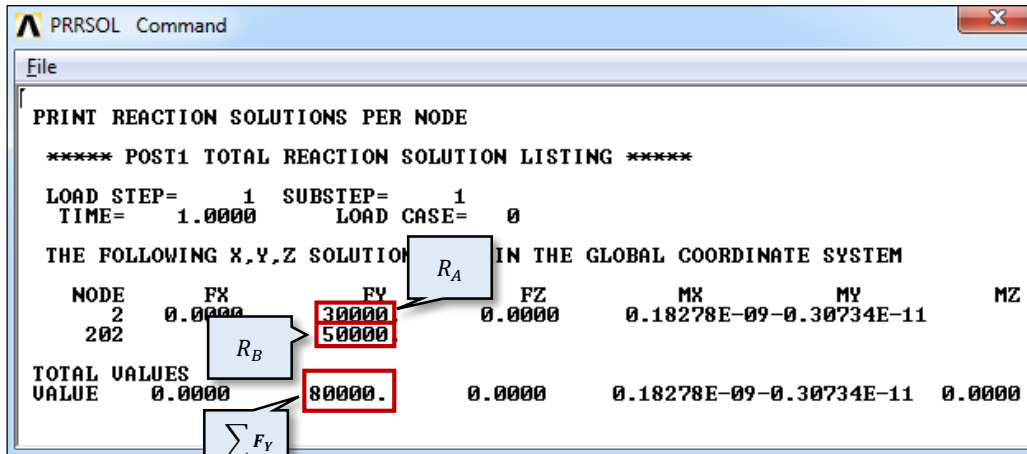 PRRSOL Command
File
PRINT REACTION SOLUTIONS PER NODE
***** POST1 TOTAL REACTION SOLUTION LISTING *****
LOAD STEP= 1 SUBSTEP= 1
TIME= 1.0000 LOAD CASE= 0
THE FOLLOWING X,Y,Z IN THE GLOBAL COORDINATE SYSTEM
R_A
NODE FX FY FZ MX MY MZ
2 0.0000 30000. 0.0000 0.18278E-09-0.30734E-11
202 50000.
R_B
TOTAL VALUES
VALUE 0.0000 80000. 0.0000 0.18278E-09-0.30734E-11 0.0000
∑ F_Y